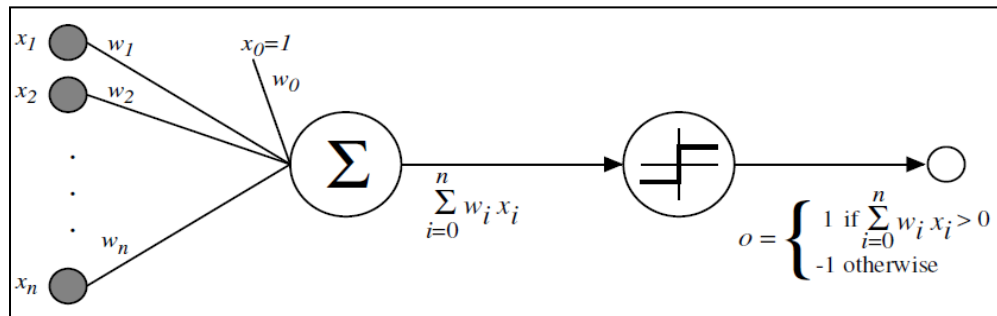 x1 w1 x0=1
w0
x2 w2
.
.
.
Σ
n
Σ wi xi
i=0
wn
xn
o = { 1 if n Σ i=0 wi xi > 0
-1 otherwise